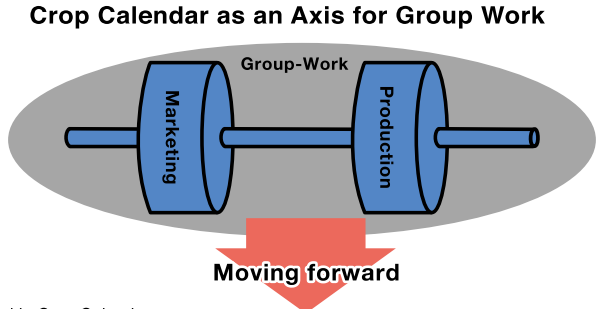 Crop Calendar as an Axis for Group Work
Group-Work
Marketing
Production
Moving forward